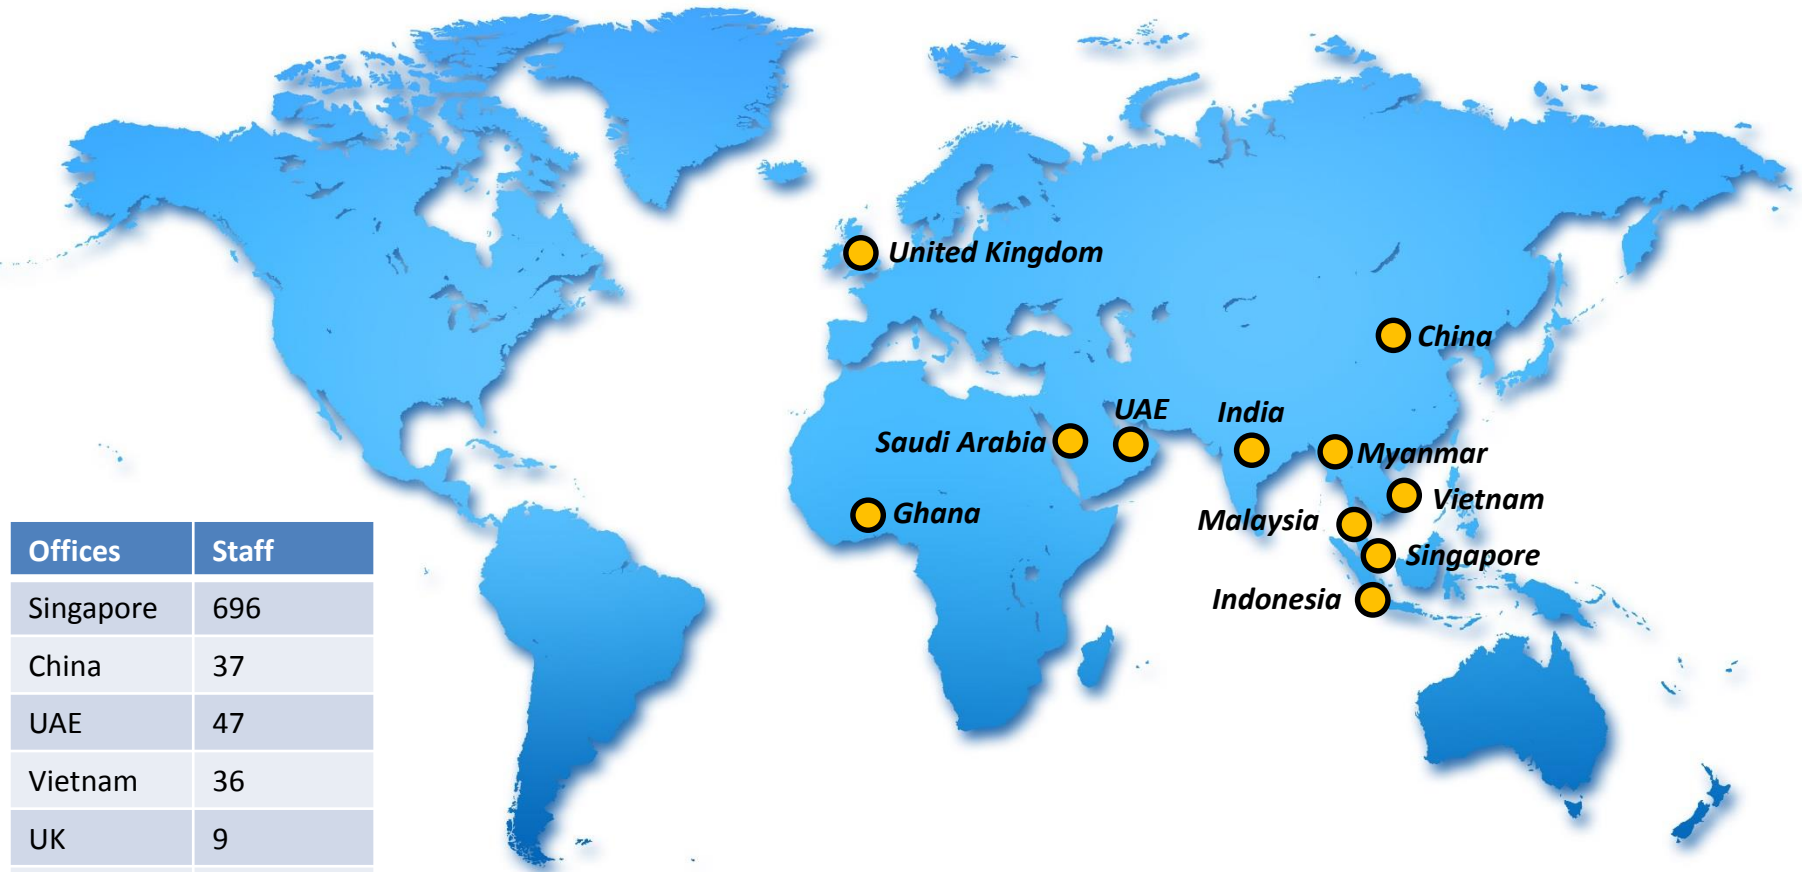 United Kingdom
China
UAE
India
Saudi Arabia
Myanmar
Vietnam
Ghana
Malaysia
Singapore
Indonesia
Offices Staff
Singapore 696
China 37
UAE 47
Vietnam 36
UK 9